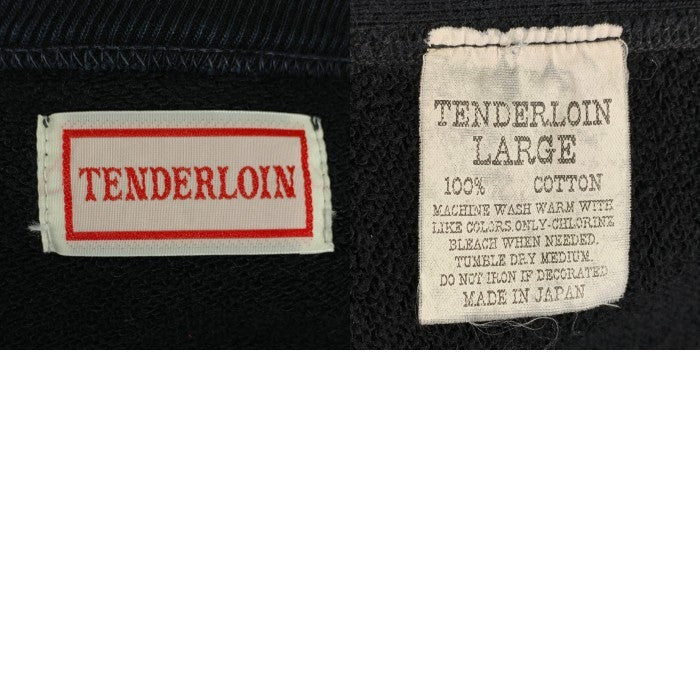 TENDERLOIN
TENDERLOIN
LARGE
100% COTTON
MACHINE WASH WARM WITH
LIKE COLORS.ONLY-CHLORINE
BLEACH WHEN NEEDED.
TUMBLE DRY MEDIUM.
DO NOT IRON IF DECORATED
MADE IN JAPAN